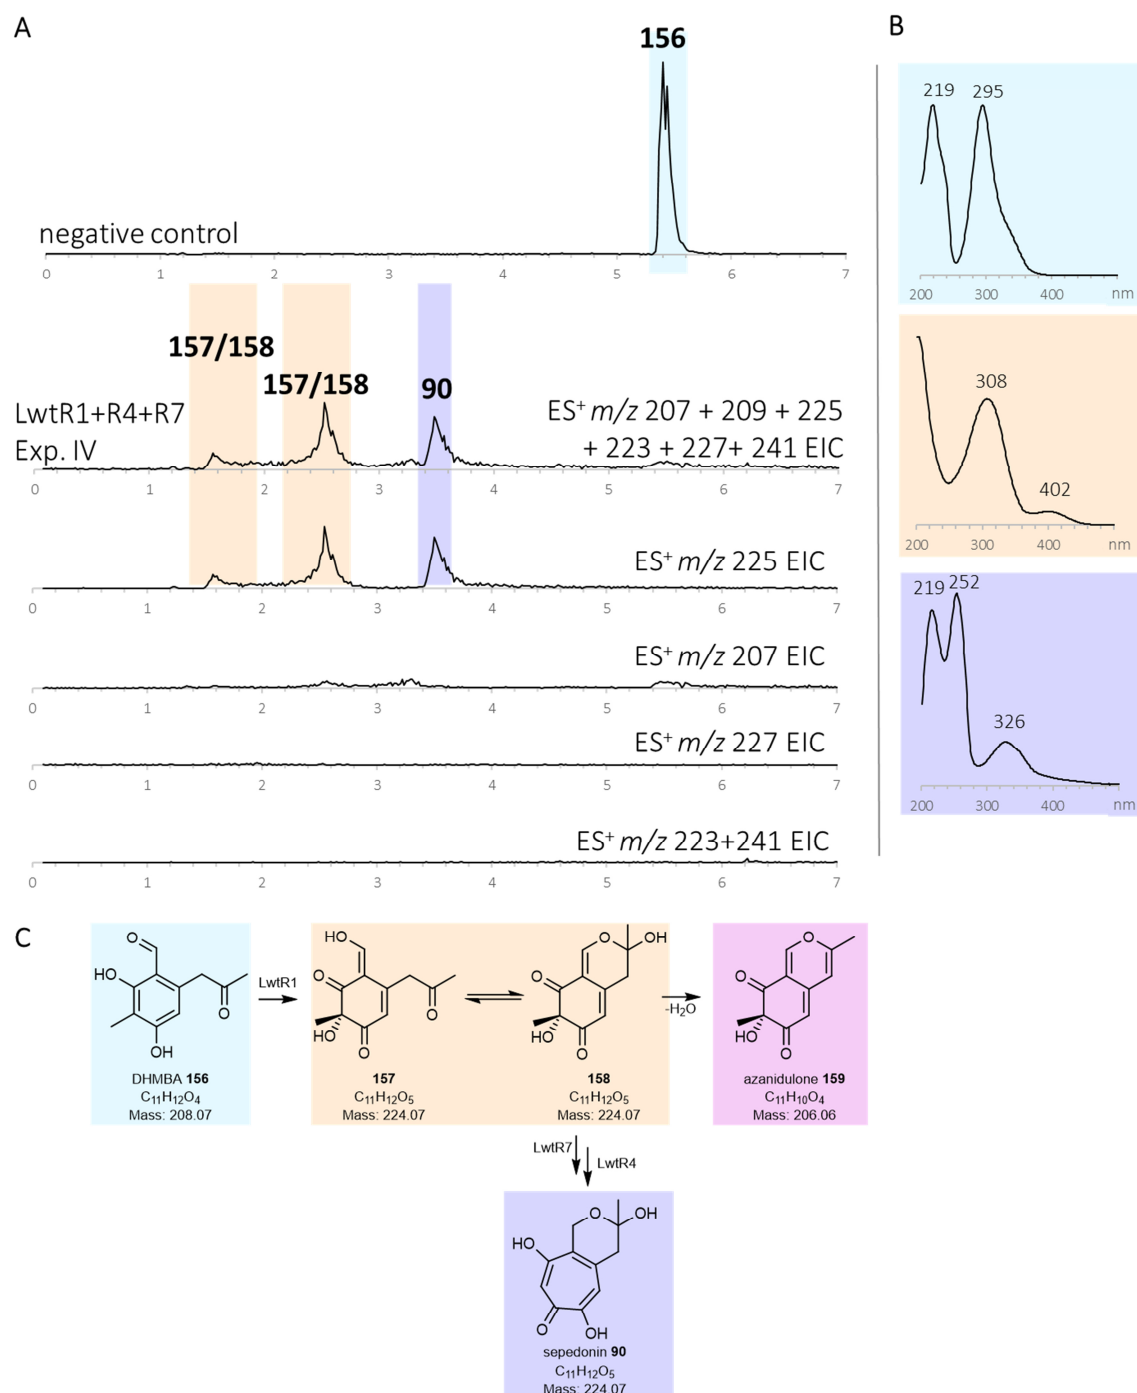 A
B
156
219 295
negative control
0 1 2 3 4 5 6 7
200 300 400 nm
157/158
157/158
90
LwtR1+R4+R7
Exp. IV
ES⁺ m/z 207 + 209 + 225
+ 223 + 227+ 241 EIC
0 1 2 3 4 5 6 7
308
402
200 300 400 nm
ES⁺ m/z 225 EIC
0 1 2 3 4 5 6 7
219 252
326
200 300 400 nm
ES⁺ m/z 207 EIC
0 1 2 3 4 5 6 7
ES⁺ m/z 227 EIC
0 1 2 3 4 5 6 7
ES⁺ m/z 223+241 EIC
0 1 2 3 4 5 6 7
C
O
HO
O
OH
DHMBA 156
C₁₁H₁₂O₄
Mass: 208.07
LwtR1
HO
O
O
HO
O
157
C₁₁H₁₂O₅
Mass: 224.07
O
OH
O
HO
O
158
C₁₁H₁₂O₅
Mass: 224.07
-H₂O
O
O
HO
O
azanidulone 159
C₁₁H₁₀O₄
Mass: 206.06
LwtR7
LwtR4
O
OH
HO
O
OH
sepedonin 90
C₁₁H₁₂O₅
Mass: 224.07